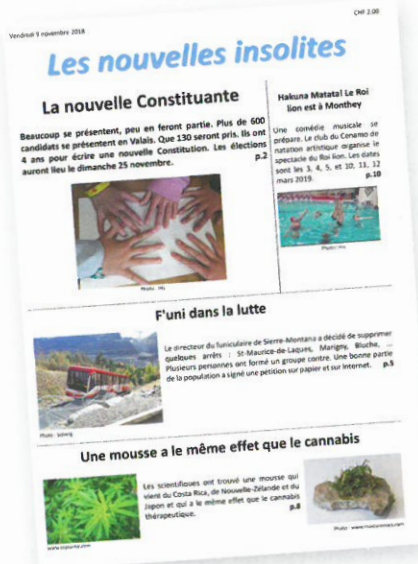 CHF 2.00
Vendredi 9 novembre 2018
Les nouvelles insolites
La nouvelle Constituante
Beaucoup se présentent, peu en feront partie. Plus de 600
candidats se présentent en Valais. Que 130 seront pris. Ils ont
4 ans pour écrire une nouvelle Constitution. Les élections
auront lieu le dimanche 25 novembre. p.2
Hakuna Matata! Le Roi
lion est à Monthey
Une comédie musicale se
prépare. Le club du Cenamo de
natation artistique organise le
spectacle du Roi lion. Les dates
sont les 3, 4, 5, et 10, 11, 12
mars 2019. p.10
F'uni dans la lutte
Le directeur du funiculaire de Sierre-Montana a décidé de supprimer
quelques arrêts : St-Maurice-de-Laques, Marigny, Bluche, ...
Plusieurs personnes ont formé un groupe contre. Une bonne partie
de la population a signé une pétition sur papier et sur Internet. p.5
Une mousse a le même effet que le cannabis
Les scientifiques ont trouvé une mousse qui
vient du Costa Rica, de Nouvelle-Zélande et du
Japon et qui a le même effet que le cannabis
thérapeutique. p.8